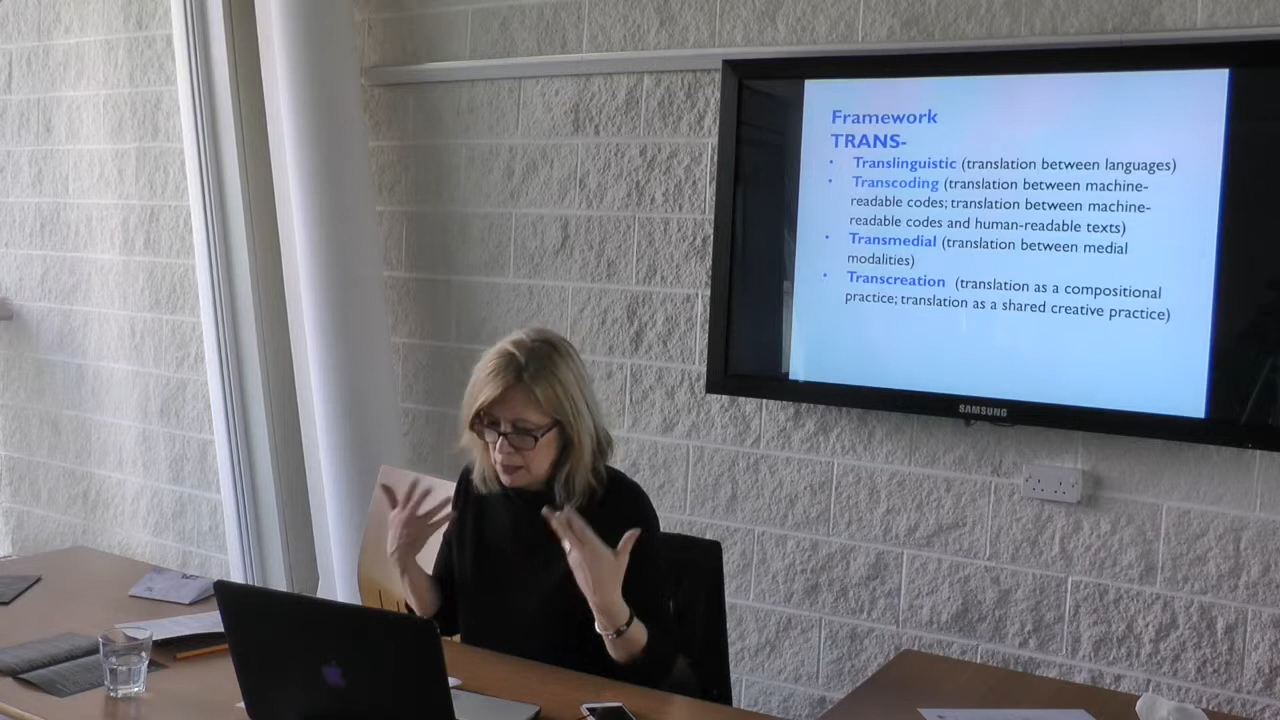 Framework
TRANS-
• Translinguistic (translation between languages)
• Transcoding (translation between machine-
readable codes; translation between machine-
readable codes and human-readable texts)
• Transmedial (translation between medial
modalities)
• Transcreation (translation as a compositional
practice; translation as a shared creative practice)
SAMSUNG